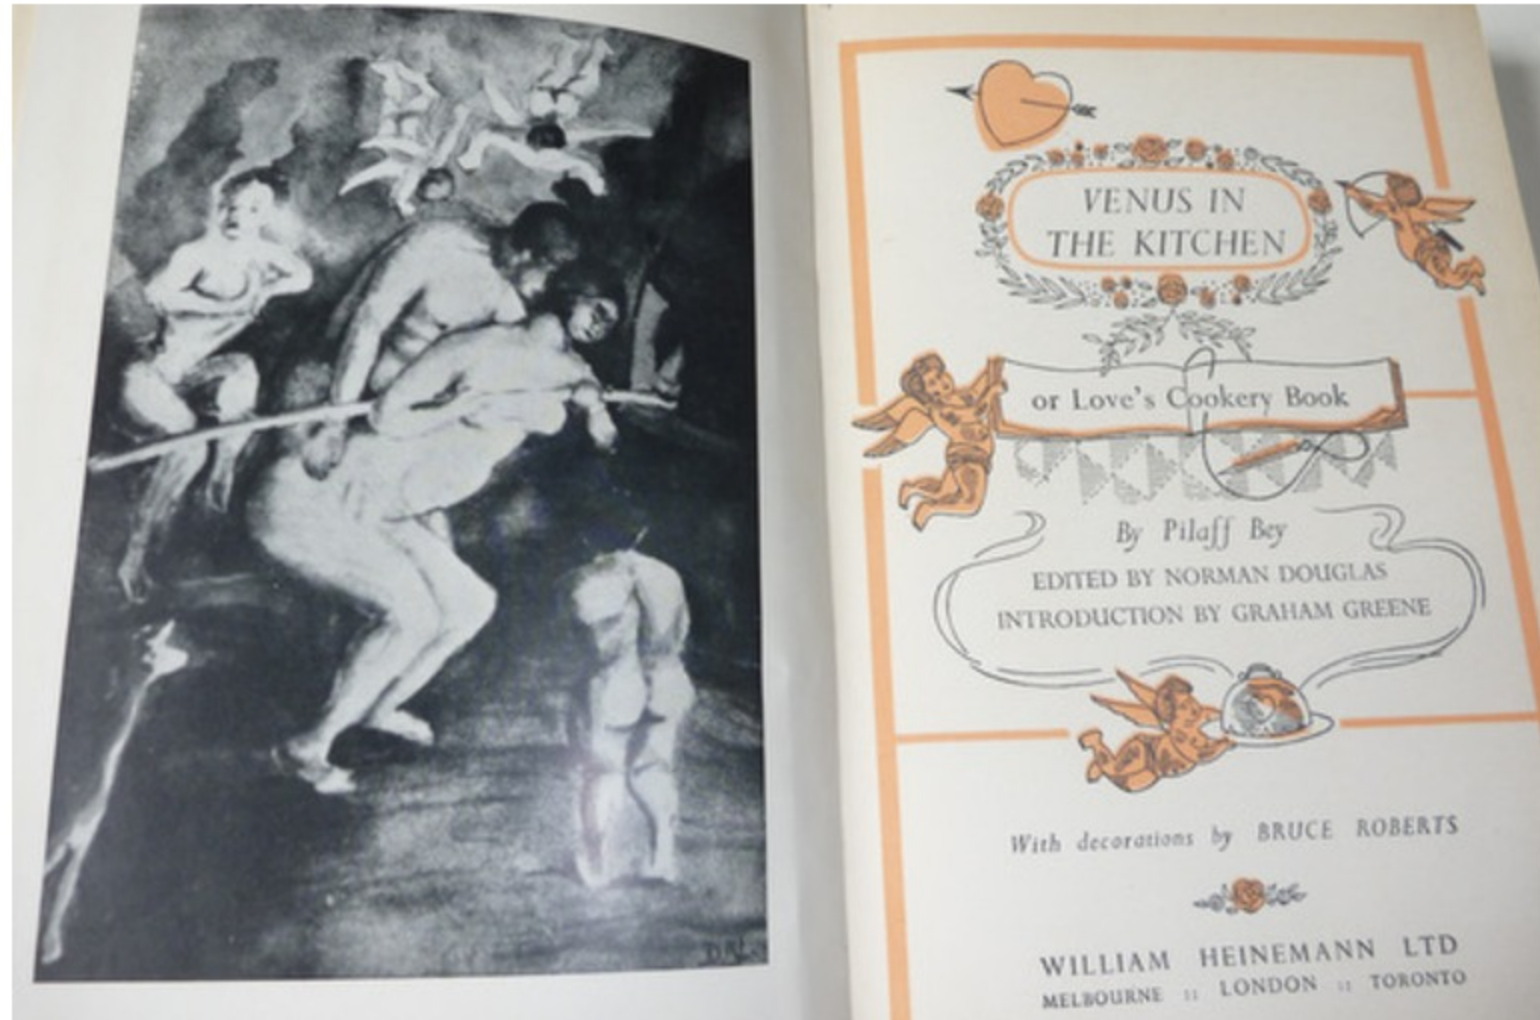 VENUS IN
THE KITCHEN
or Love's Cookery Book
By Pilaff Bey
EDITED BY NORMAN DOUGLAS
INTRODUCTION BY GRAHAM GREENE
With decorations by BRUCE ROBERTS
WILLIAM HEINEMANN LTD
MELBOURNE :: LONDON :: TORONTO